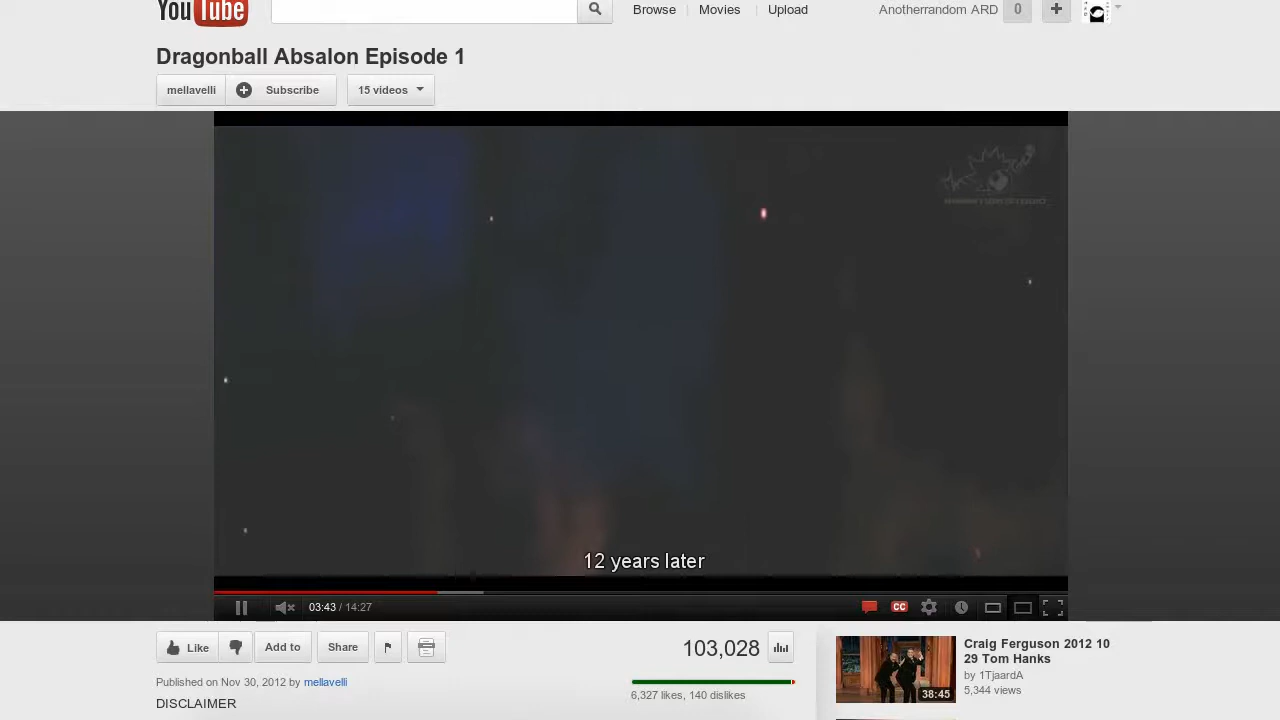 YouTube
Browse Movies Upload Anotherrandom ARD 0
Dragonball Absalon Episode 1
mellavelli Subscribe 15 videos
12 years later
03:43 / 14:27 CC
Like Add to Share 103,028
Published on Nov 30, 2012 by mellavelli
6,327 likes, 140 dislikes
DISCLAIMER
Craig Ferguson 2012 10
29 Tom Hanks
by 1TjaardA
5,344 views
38:45